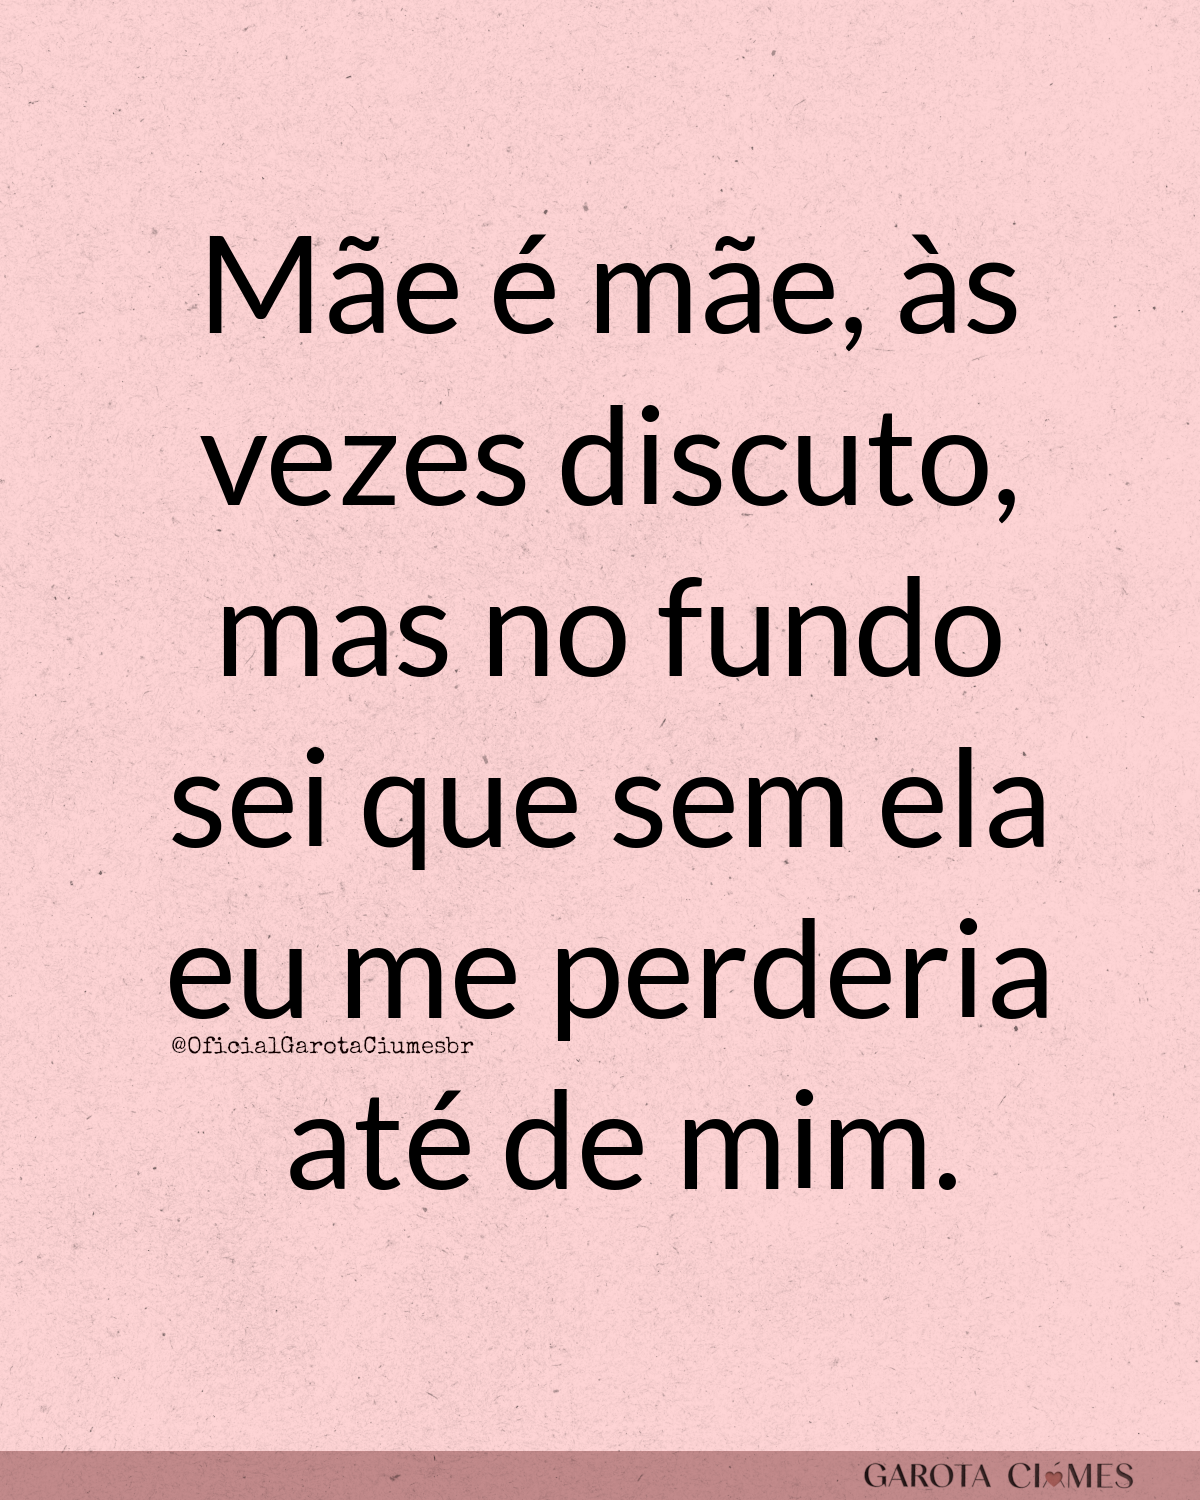 Mãe é mãe, às
vezes discuto,
mas no fundo
sei que sem ela
eu me perderia
@OficialGarotaCiumesbr
até de mim.
GAROTA CIÚMES